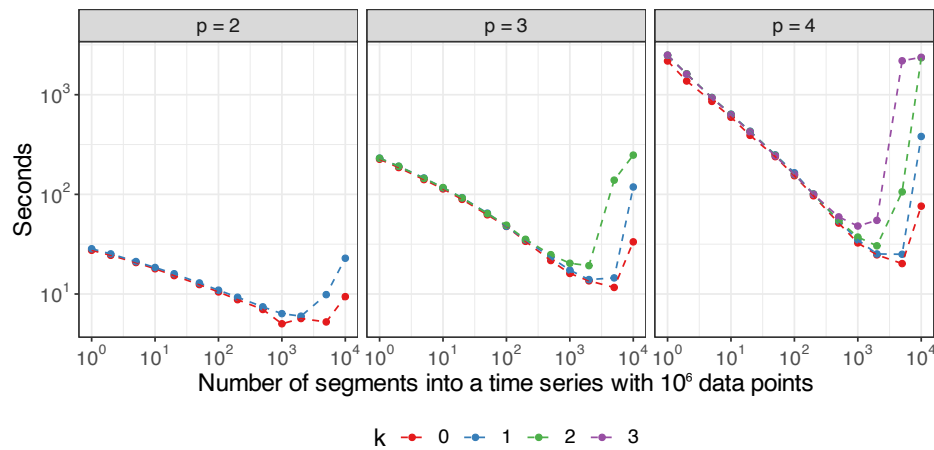 p = 2 p = 3 p = 4
Seconds
10³
10²
10¹
10⁰ 10¹ 10² 10³ 10⁴ 10⁰ 10¹ 10² 10³ 10⁴ 10⁰ 10¹ 10² 10³ 10⁴
Number of segments into a time series with 10⁶ data points
k 0 1 2 3